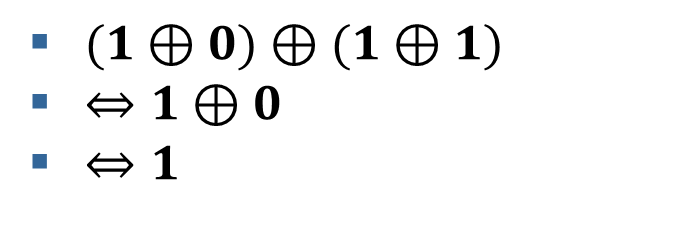 ▪ (1 ⊕ 0) ⊕ (1 ⊕ 1)
▪ ⇔ 1 ⊕ 0
▪ ⇔ 1